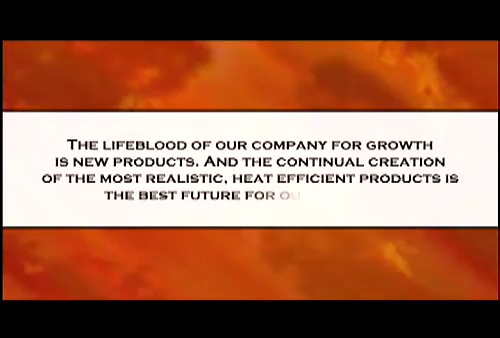 The lifeblood of our company for growth
is new products. And the continual creation
of the most realistic, heat efficient products is
the best future for